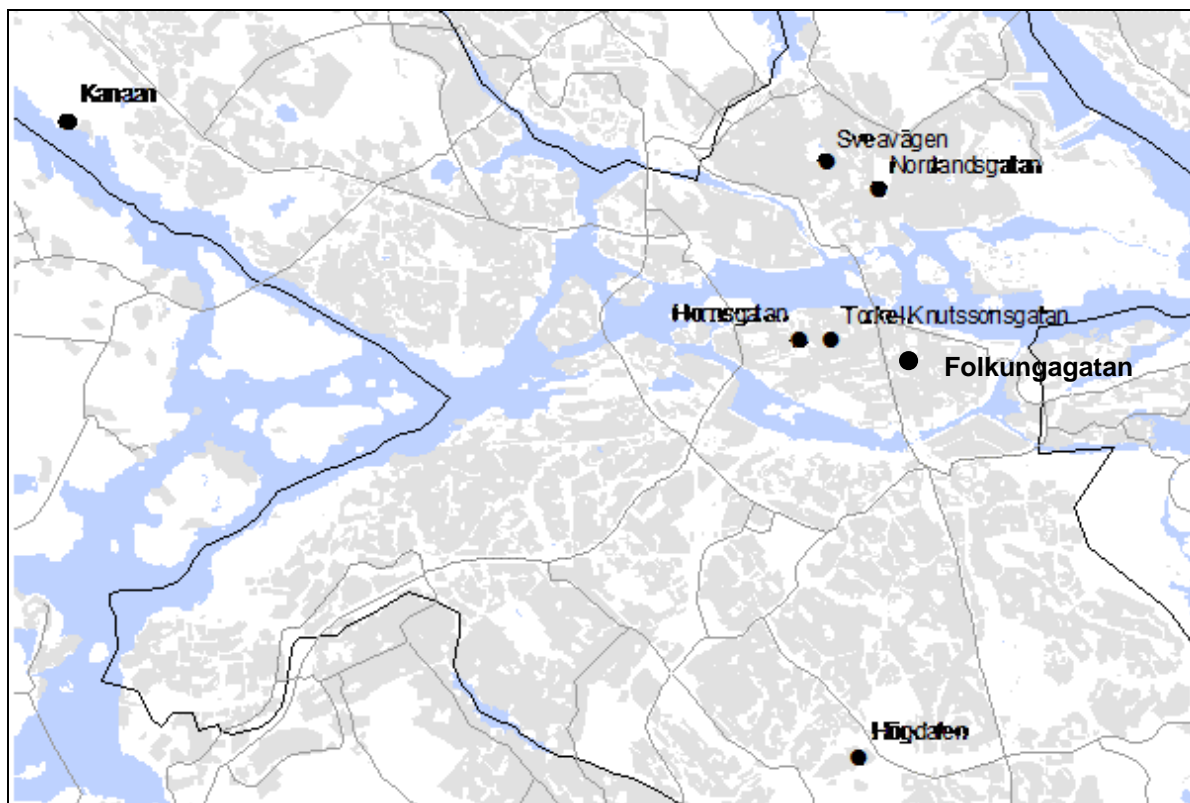 Kanaan
Sveavägen
Norrlandsgatan
Hornsgatan
Torkel Knutssonsgatan
Folkungagatan
Högdalen